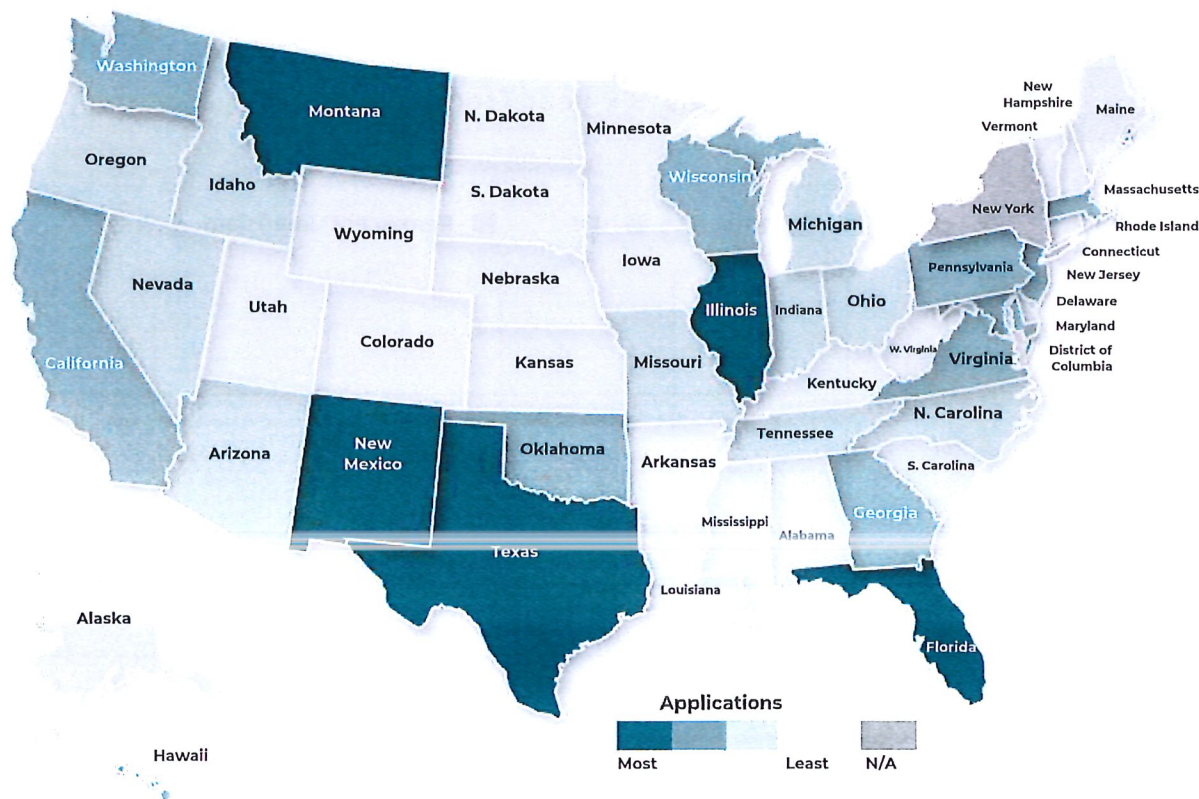 Washington
Montana
N. Dakota
Minnesota
New
Hampshire
Maine
Vermont
Oregon
Idaho
S. Dakota
Wisconsin
Michigan
New York
Massachusetts
Rhode Island
Connecticut
Wyoming
Iowa
Nebraska
Pennsylvania
New Jersey
Nevada
Utah
Illinois
Indiana
Ohio
Delaware
Maryland
Colorado
California
Kansas
Missouri
W. Virginia
Virginia
District of
Columbia
Kentucky
N. Carolina
Tennessee
New
Mexico
Arizona
Oklahoma
Arkansas
S. Carolina
Mississippi
Alabama
Georgia
Texas
Louisiana
Alaska
Florida
Hawaii
Applications
Most
Least
N/A